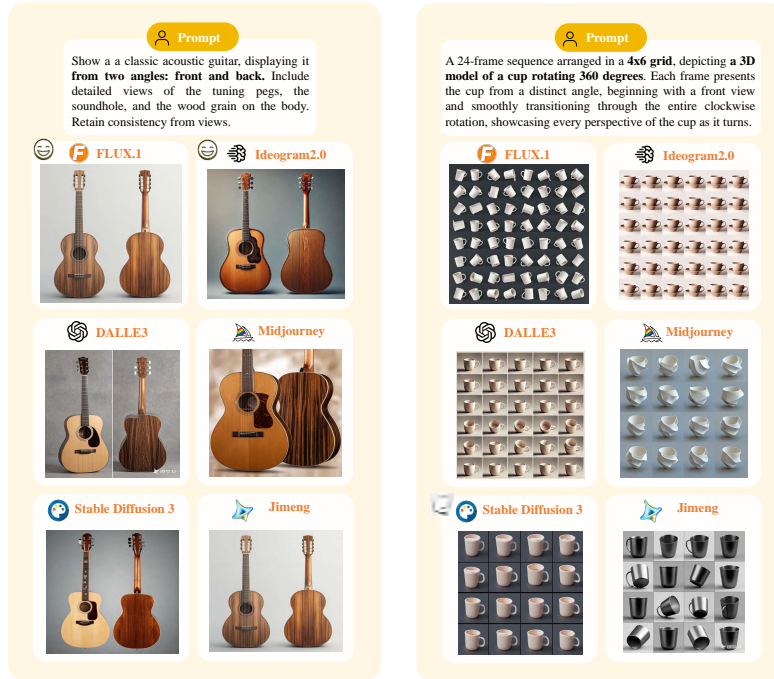 Prompt
Show a a classic acoustic guitar, displaying it
from two angles: front and back. Include
detailed views of the tuning pegs, the
soundhole, and the wood grain on the body.
Retain consistency from views.
FLUX.1
Ideogram2.0
DALLE3
Midjourney
Stable Diffusion 3
Jimeng
Prompt
A 24-frame sequence arranged in a 4x6 grid, depicting a 3D
model of a cup rotating 360 degrees. Each frame presents
the cup from a distinct angle, beginning with a front view
and smoothly transitioning through the entire clockwise
rotation, showcasing every perspective of the cup as it turns.
FLUX.1
Ideogram2.0
DALLE3
Midjourney
Stable Diffusion 3
Jimeng